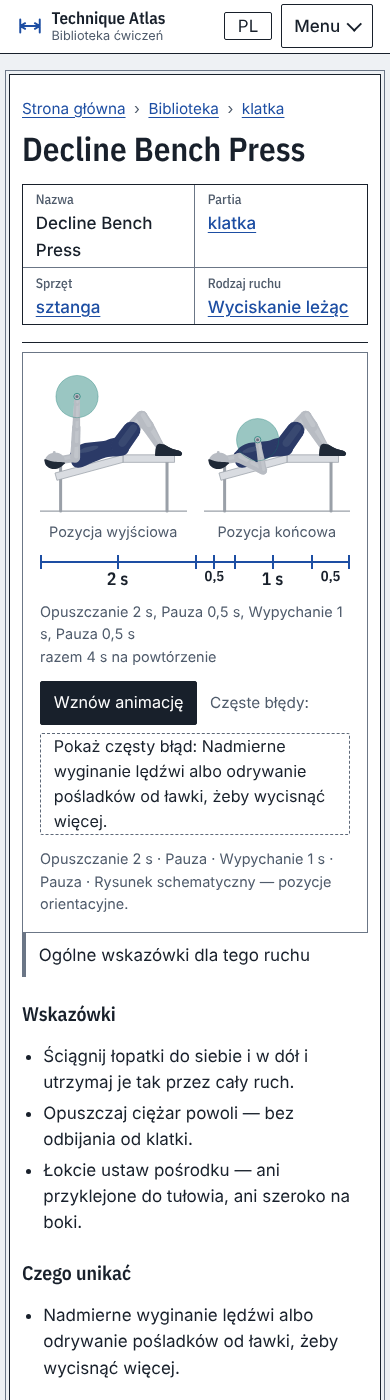 Technique Atlas
Biblioteka ćwiczeń
PL
Menu
Strona główna › Biblioteka › klatka
Decline Bench Press
Nazwa
Decline Bench
Press
Partia
klatka
Sprzęt
sztanga
Rodzaj ruchu
Wyciskanie leżąc
Pozycja wyjściowa
Pozycja końcowa
2 s
0,5
1 s
0,5
Opuszczanie 2 s, Pauza 0,5 s, Wypychanie 1
s, Pauza 0,5 s
razem 4 s na powtórzenie
Wznów animację
Częste błędy:
Pokaż częsty błąd: Nadmierne
wyginanie lędźwi albo odrywanie
pośladków od ławki, żeby wycisnąć
więcej.
Opuszczanie 2 s · Pauza · Wypychanie 1 s ·
Pauza · Rysunek schematyczny — pozycje
orientacyjne.
Ogólne wskazówki dla tego ruchu
Wskazówki
• Ściągnij łopatki do siebie i w dół i
utrzymaj je tak przez cały ruch.
• Opuszczaj ciężar powoli — bez
odbijania od klatki.
• Łokcie ustaw pośrodku — ani
przyklejone do tułowia, ani szeroko na
boki.
Czego unikać
• Nadmierne wyginanie lędźwi albo
odrywanie pośladków od ławki, żeby
wycisnąć więcej.